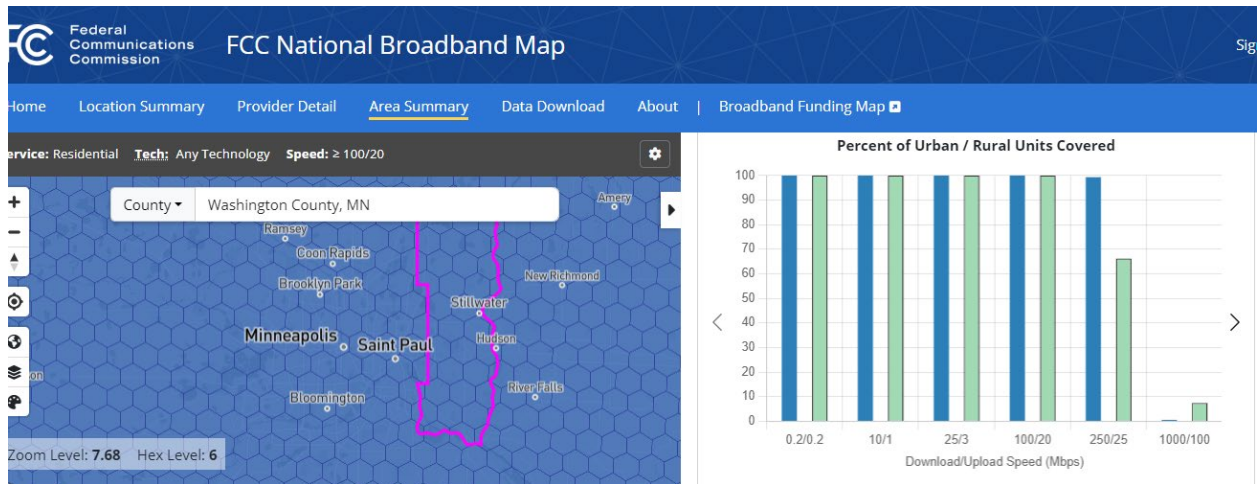 Federal
Communications
Commission
FCC National Broadband Map
Home Location Summary Provider Detail Area Summary Data Download About | Broadband Funding Map
Service: Residential Tech: Any Technology Speed: ≥ 100/20
County Washington County, MN
Amery
Ramsey
Coon Rapids
New Richmond
Brooklyn Park
Stillwater
Minneapolis
Saint Paul
Hudson
River Falls
Bloomington
Zoom Level: 7.68 Hex Level: 6
Percent of Urban / Rural Units Covered
100
90
80
70
60
50
40
30
20
10
0
0.2/0.2 10/1 25/3 100/20 250/25 1000/100
Download/Upload Speed (Mbps)